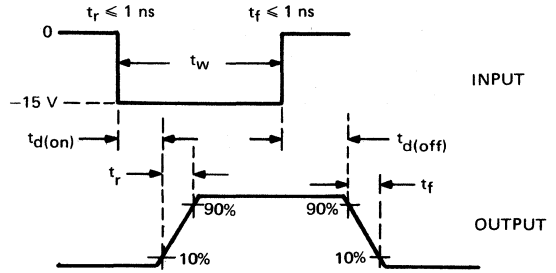 tr ≤ 1 ns
tf ≤ 1 ns
0
tw
INPUT
−15 V
td(on)
td(off)
tr
tf
90%
90%
OUTPUT
10%
10%